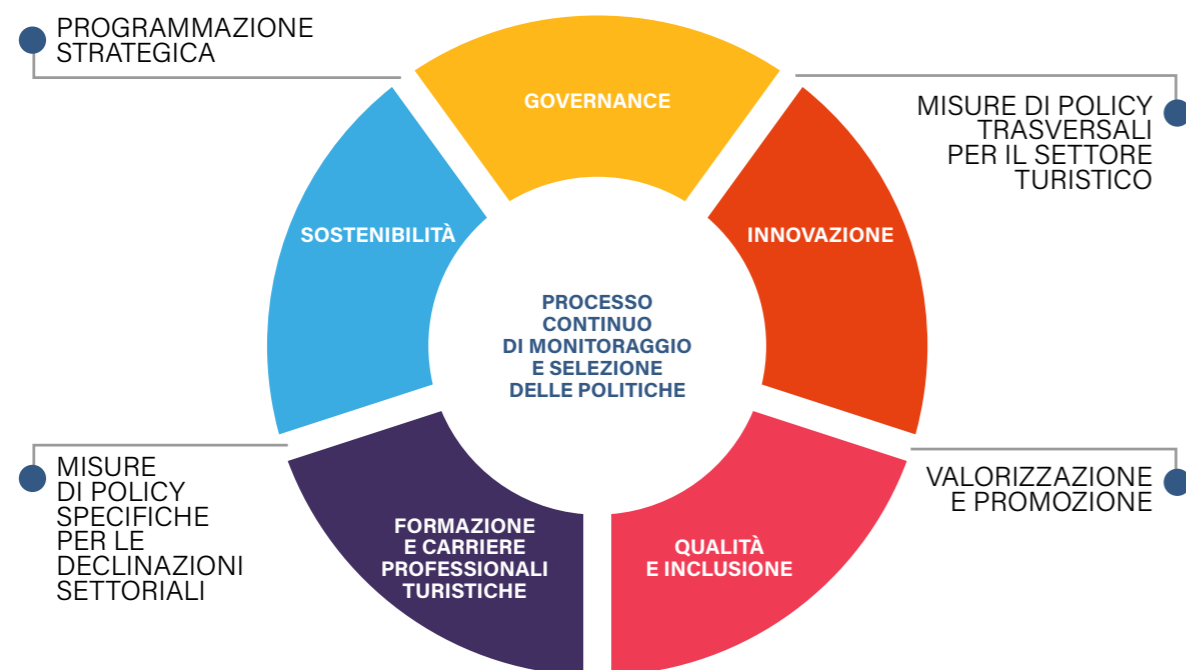 PROGRAMMAZIONE
STRATEGICA
GOVERNANCE
MISURE DI POLICY
TRASVERSALI
PER IL SETTORE
TURISTICO
SOSTENIBILITÀ
INNOVAZIONE
PROCESSO
CONTINUO
DI MONITORAGGIO
E SELEZIONE
DELLE POLITICHE
MISURE
DI POLICY
SPECIFICHE
PER LE
DECLINAZIONI
SETTORIALI
VALORIZZAZIONE
E PROMOZIONE
FORMAZIONE
E CARRIERE
PROFESSIONALI
TURISTICHE
QUALITÀ
E INCLUSIONE